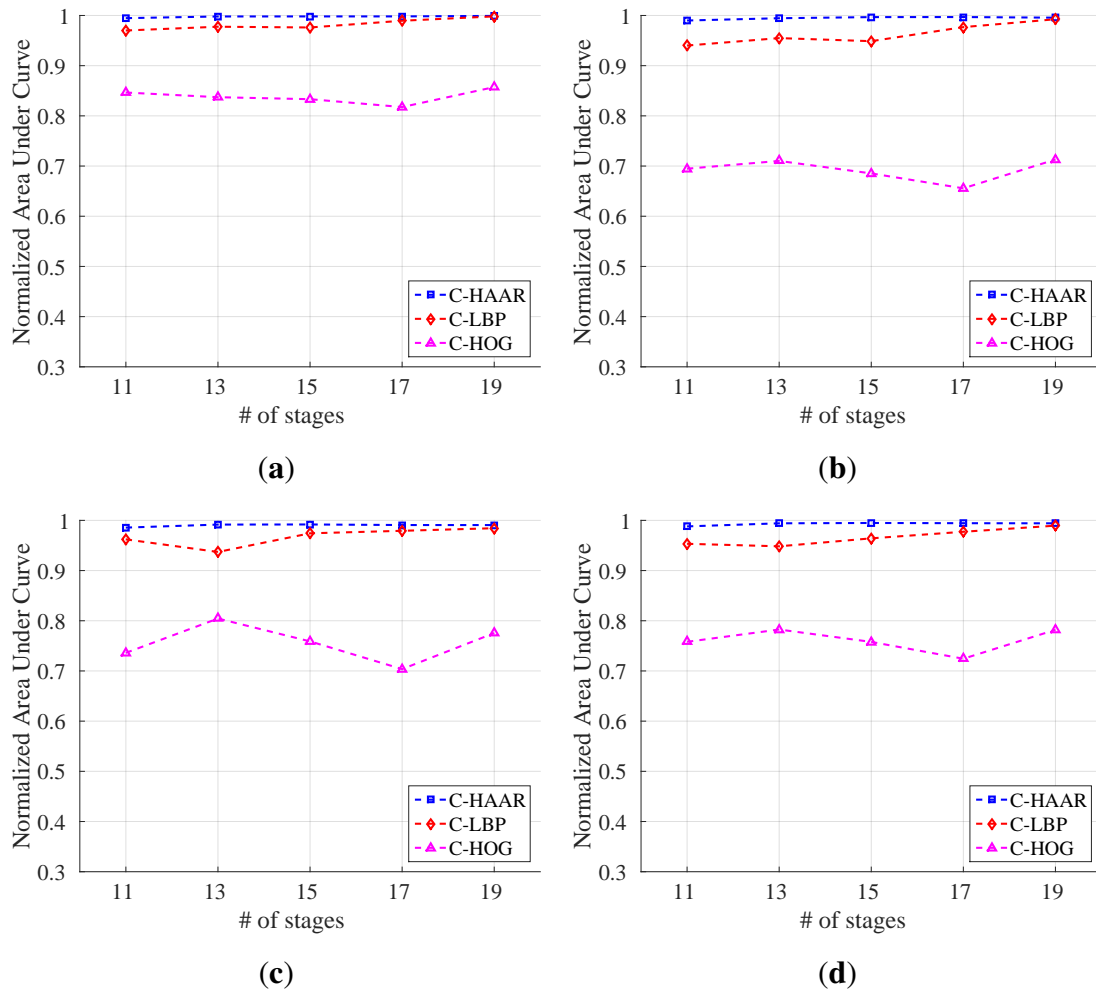 Normalized Area Under Curve
1
0.9
0.8
0.7
0.6
0.5
0.4
0.3
C-HAAR
C-LBP
C-HOG
11 13 15 17 19
# of stages
(a)
Normalized Area Under Curve
1
0.9
0.8
0.7
0.6
0.5
0.4
0.3
C-HAAR
C-LBP
C-HOG
11 13 15 17 19
# of stages
(b)
Normalized Area Under Curve
1
0.9
0.8
0.7
0.6
0.5
0.4
0.3
C-HAAR
C-LBP
C-HOG
11 13 15 17 19
# of stages
(c)
Normalized Area Under Curve
1
0.9
0.8
0.7
0.6
0.5
0.4
0.3
C-HAAR
C-LBP
C-HOG
11 13 15 17 19
# of stages
(d)